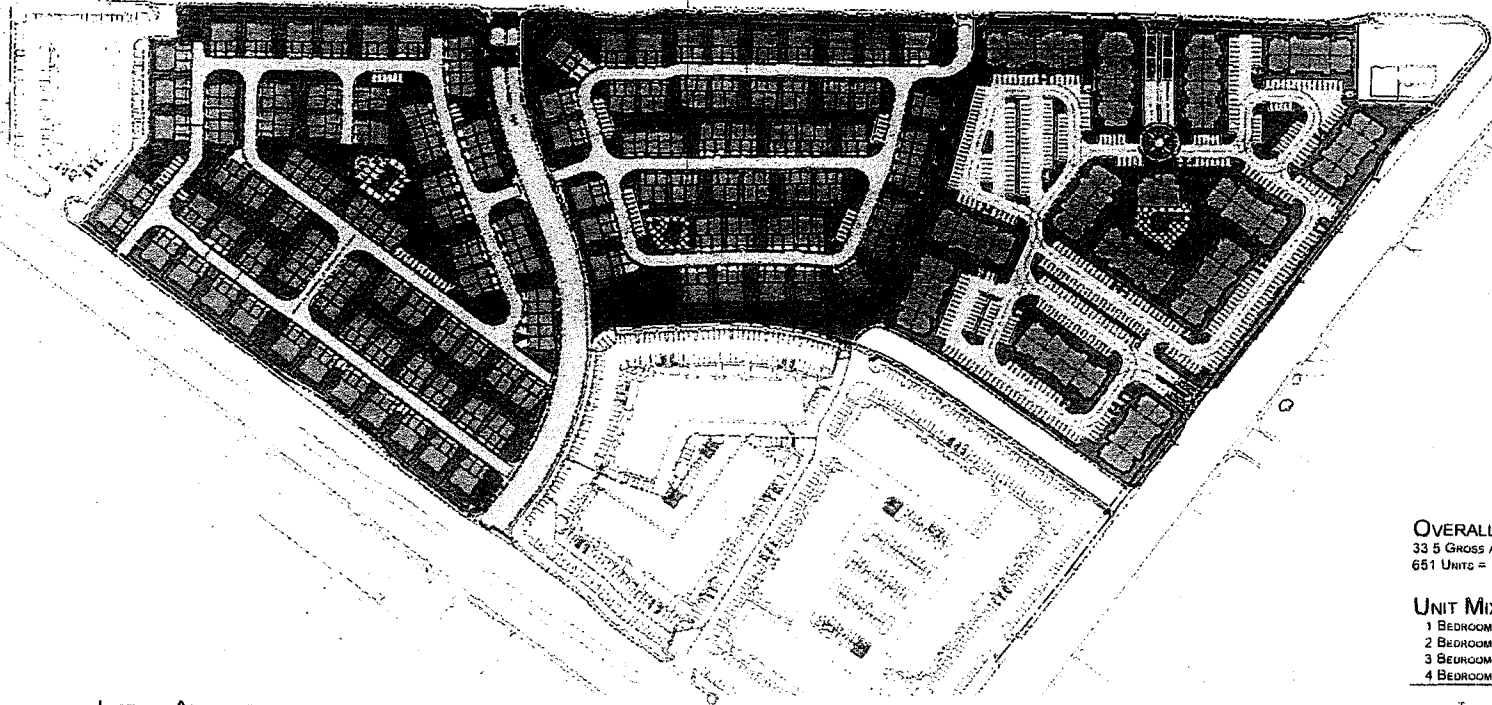 OVERALL
33 5 GROSS
651 UNITS =
UNIT MIX
1 BEDROOM
2 BEDROOM
3 BEDROOM
4 BEDROOM